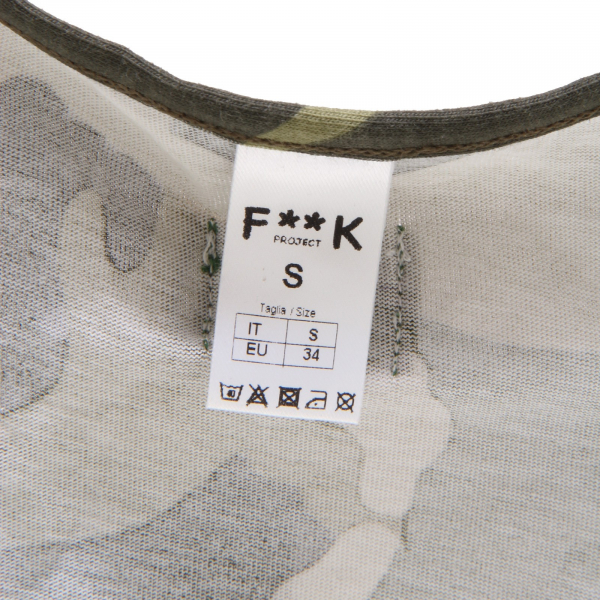 F**K
PROJECT
S
Taglia / Size
IT S
EU 34